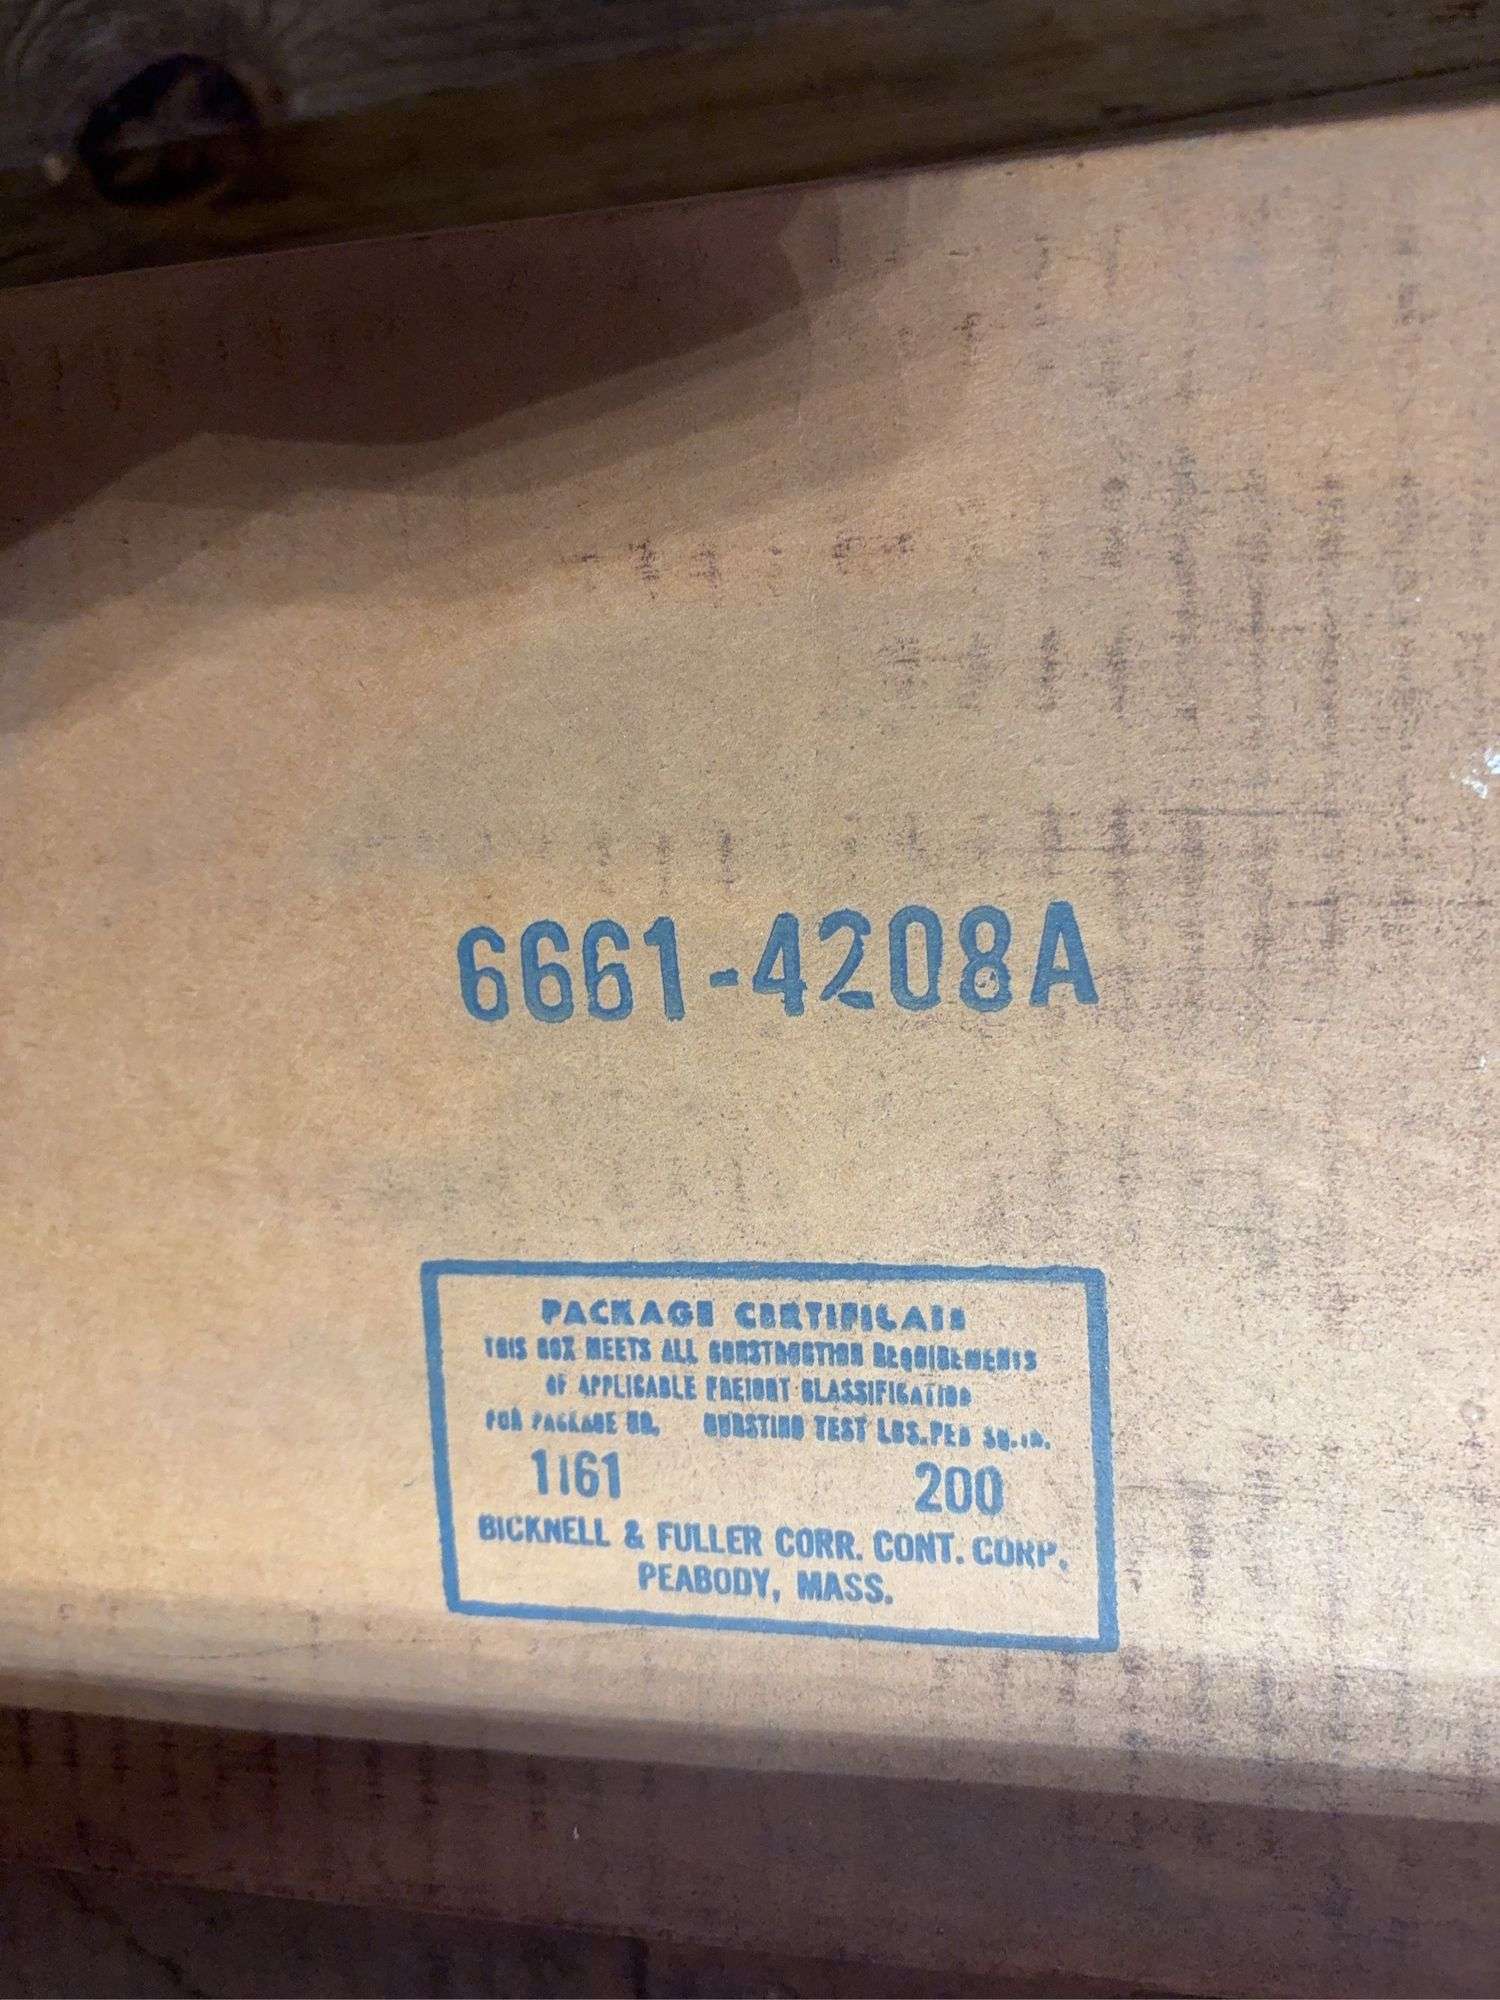 6661-4208A
PACKAGE CERTIFICATE
THIS BOX MEETS ALL CONSTRUCTION REQUIREMENTS
OF APPLICABLE FREIGHT CLASSIFICATION
FOR PACKAGE NO. BURSTING TEST LBS.PER SQ.IN.
1161 200
BICKNELL & FULLER CORR. CONT. CORP.
PEABODY, MASS.